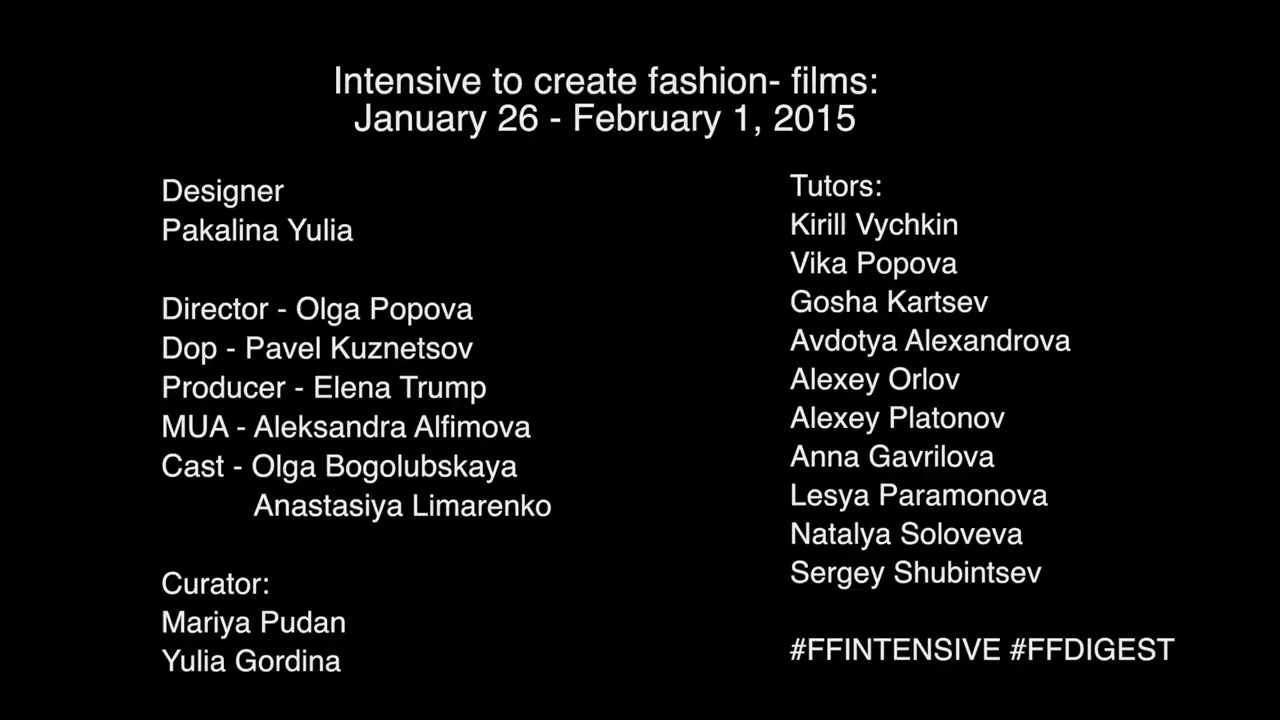 Intensive to create fashion- films:
January 26 - February 1, 2015
Designer
Pakalina Yulia
Director - Olga Popova
Dop - Pavel Kuznetsov
Producer - Elena Trump
MUA - Aleksandra Alfimova
Cast - Olga Bogolubskaya
Anastasiya Limarenko
Curator:
Mariya Pudan
Yulia Gordina
Tutors:
Kirill Vychkin
Vika Popova
Gosha Kartsev
Avdotya Alexandrova
Alexey Orlov
Alexey Platonov
Anna Gavrilova
Lesya Paramonova
Natalya Soloveva
Sergey Shubintsev
#FFINTENSIVE #FFDIGEST